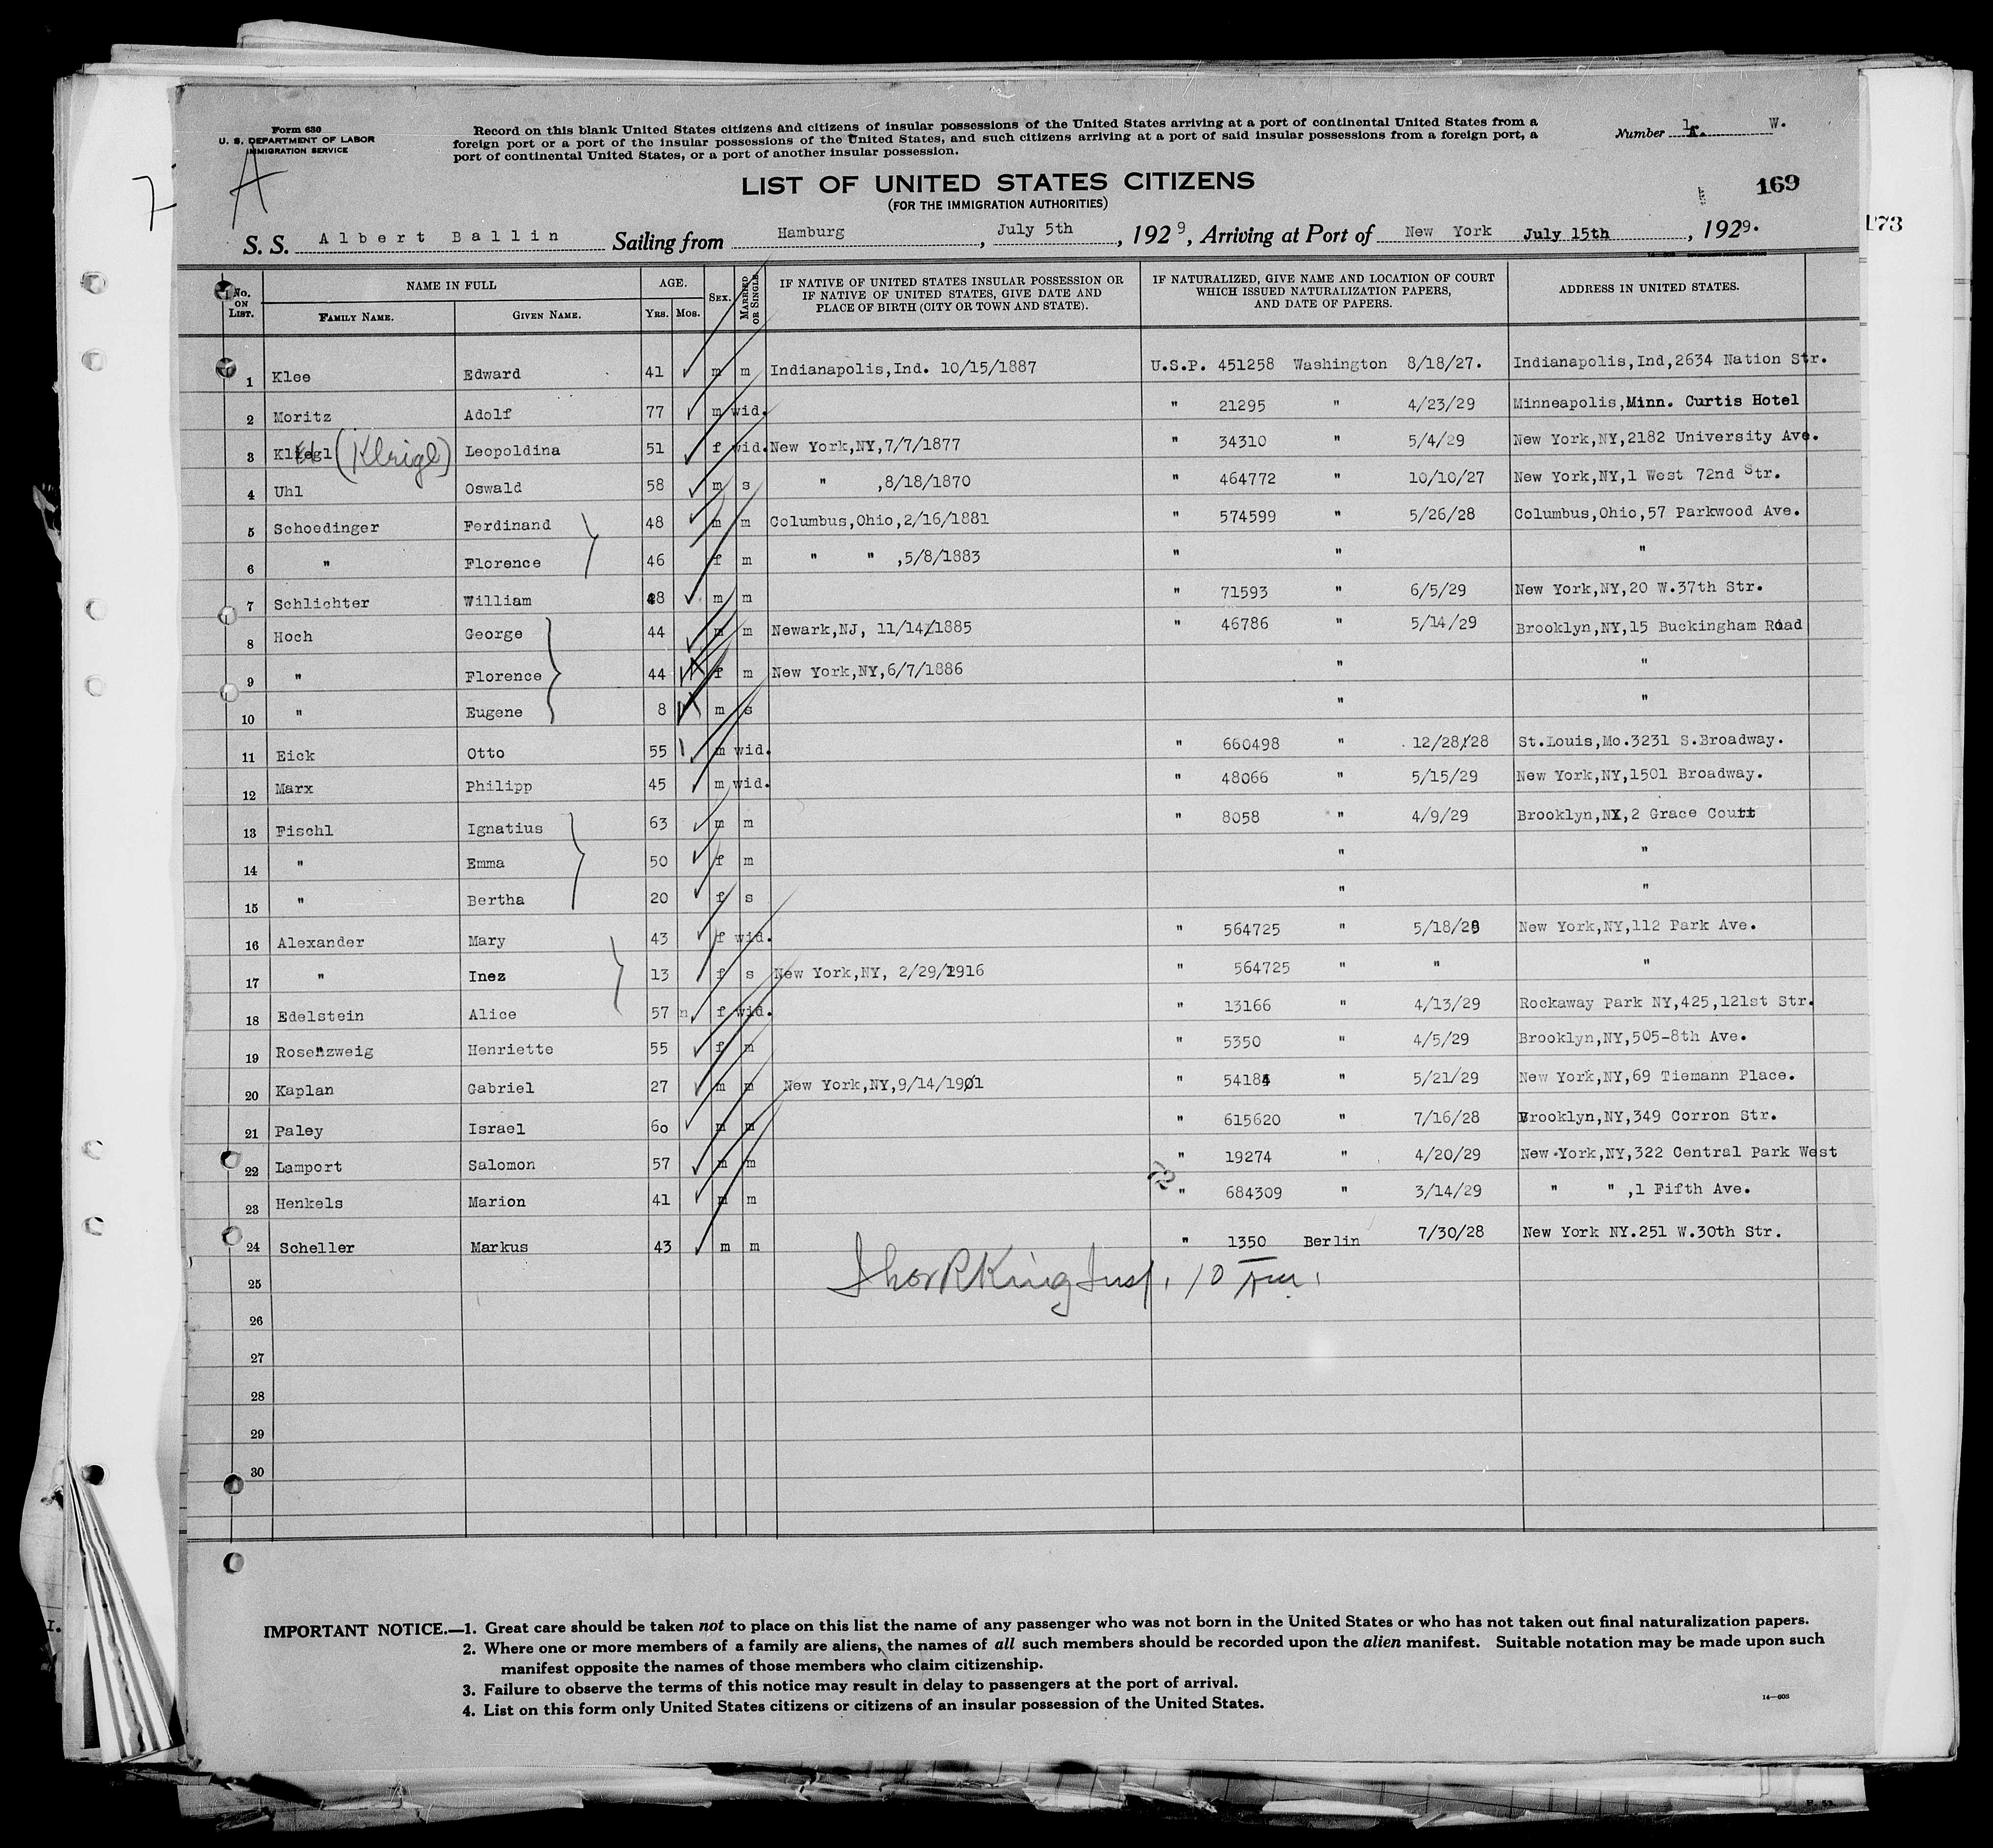 Form 630
U. S. DEPARTMENT OF LABOR
IMMIGRATION SERVICE
Record on this blank United States citizens and citizens of insular possessions of the United States arriving at a port of continental United States from a
foreign port or a port of the insular possessions of the United States, and such citizens arriving at a port of said insular possessions from a foreign port, a
port of continental United States, or a port of another insular possession.
Number 1. W.
A
LIST OF UNITED STATES CITIZENS
(FOR THE IMMIGRATION AUTHORITIES)
169
173
S. S. Albert Ballin Sailing from Hamburg, July 5th, 1929, Arriving at Port of New York July 15th, 1929.
No. ON LIST. NAME IN FULL AGE. SEX. MARRIED OR SINGLE IF NATIVE OF UNITED STATES INSULAR POSSESSION OR IF NATIVE OF UNITED STATES, GIVE DATE AND PLACE OF BIRTH (CITY OR TOWN AND STATE). IF NATURALIZED, GIVE NAME AND LOCATION OF COURT WHICH ISSUED NATURALIZATION PAPERS, AND DATE OF PAPERS. ADDRESS IN UNITED STATES.
FAMILY NAME. GIVEN NAME. YRS. MOS.
1 Klee Edward 41 m m Indianapolis,Ind. 10/15/1887 U.S.P. 451258 Washington 8/18/27. Indianapolis,Ind,2634 Nation Str.
2 Moritz Adolf 77 m wid. " 21295 " 4/23/29 Minneapolis,Minn. Curtis Hotel
3 Kliegl (Kleigl) Leopoldina 51 f wid. New York,NY,7/7/1877 " 34310 " 5/4/29 New York,NY,2182 University Ave.
4 Uhl Oswald 58 m s " ,8/18/1870 " 464772 " 10/10/27 New York,NY,1 West 72nd Str.
5 Schoedinger Ferdinand 48 m m Columbus,Ohio,2/16/1881 " 574599 " 5/26/28 Columbus,Ohio,57 Parkwood Ave.
6 " Florence 46 f m " " ,5/8/1883 " " "
7 Schlichter William 48 m m " 71593 " 6/5/29 New York,NY,20 W.37th Str.
8 Hoch George 44 m m Newark,NJ, 11/14/1885 " 46786 " 5/14/29 Brooklyn,NY,15 Buckingham Road
9 " Florence 44 f m New York,NY,6/7/1886 " "
10 " Eugene 8 m s " "
11 Eick Otto 55 m wid. " 660498 " 12/28/28 St.Louis,Mo.3231 S.Broadway.
12 Marx Philipp 45 m wid. " 48066 " 5/15/29 New York,NY,1501 Broadway.
13 Fischl Ignatius 63 m m " 8058 " 4/9/29 Brooklyn,NY,2 Grace Court
14 " Emma 50 f m " "
15 " Bertha 20 f s " "
16 Alexander Mary 43 f wid. " 564725 " 5/18/28 New York,NY,112 Park Ave.
17 " Inez 13 f s New York,NY, 2/29/1916 " 564725 " " "
18 Edelstein Alice 57 f wid. " 13166 " 4/13/29 Rockaway Park NY,425,121st Str.
19 Rosenzweig Henriette 55 f m " 5350 " 4/5/29 Brooklyn,NY,505-8th Ave.
20 Kaplan Gabriel 27 m m New York,NY,9/14/1901 " 54184 " 5/21/29 New York,NY,69 Tiemann Place.
21 Paley Israel 60 m m " 615620 " 7/16/28 Brooklyn,NY,349 Corron Str.
22 Lamport Salomon 57 m m " 19274 " 4/20/29 New York,NY,322 Central Park West
23 Henkels Marion 41 m m " 684309 " 3/14/29 " " ,1 Fifth Ave.
24 Scheller Markus 43 m m " 1350 Berlin 7/30/28 New York NY.251 W.30th Str.
25 King Insp. 10 Am.
26
27
28
29
30
IMPORTANT NOTICE.—1. Great care should be taken not to place on this list the name of any passenger who was not born in the United States or who has not taken out final naturalization papers.
2. Where one or more members of a family are aliens, the names of all such members should be recorded upon the alien manifest. Suitable notation may be made upon such
manifest opposite the names of those members who claim citizenship.
3. Failure to observe the terms of this notice may result in delay to passengers at the port of arrival.
4. List on this form only United States citizens or citizens of an insular possession of the United States.
14—608